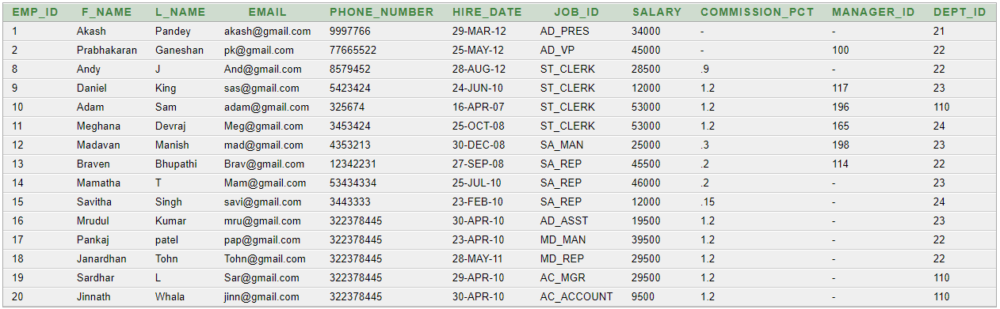 EMP_ID F_NAME L_NAME EMAIL PHONE_NUMBER HIRE_DATE JOB_ID SALARY COMMISSION_PCT MANAGER_ID DEPT_ID
1 Akash Pandey akash@gmail.com 9997766 29-MAR-12 AD_PRES 34000 - - 21
2 Prabhakaran Ganeshan pk@gmail.com 77665522 25-MAY-12 AD_VP 45000 - 100 22
8 Andy J And@gmail.com 8579452 28-AUG-12 ST_CLERK 28500 .9 - 22
9 Daniel King sas@gmail.com 5423424 24-JUN-10 ST_CLERK 12000 1.2 117 23
10 Adam Sam adam@gmail.com 325674 16-APR-07 ST_CLERK 53000 1.2 196 110
11 Meghana Devraj Meg@gmail.com 3453424 25-OCT-08 ST_CLERK 53000 1.2 165 24
12 Madavan Manish mad@gmail.com 4353213 30-DEC-08 SA_MAN 25000 .3 198 23
13 Braven Bhupathi Brav@gmail.com 12342231 27-SEP-08 SA_REP 45500 .2 114 22
14 Mamatha T Mam@gmail.com 53434334 25-JUL-10 SA_REP 46000 .2 - 23
15 Savitha Singh savi@gmail.com 3443333 23-FEB-10 SA_REP 12000 .15 - 24
16 Mrudul Kumar mru@gmail.com 322378445 30-APR-10 AD_ASST 19500 1.2 - 23
17 Pankaj patel pap@gmail.com 322378445 23-APR-10 MD_MAN 39500 1.2 - 22
18 Janardhan Tohn Tohn@gmail.com 322378445 28-MAY-11 MD_REP 29500 1.2 - 22
19 Sardhar L Sar@gmail.com 322378445 29-APR-10 AC_MGR 29500 1.2 - 110
20 Jinnath Whala jinn@gmail.com 322378445 30-APR-10 AC_ACCOUNT 9500 1.2 - 110